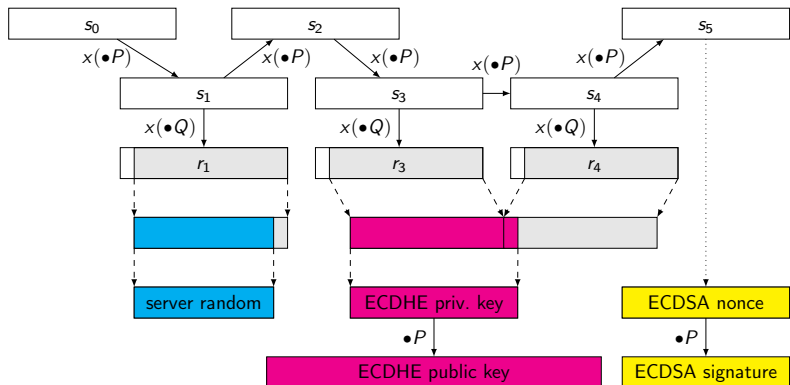 s₀ s₂ s₅
x(•P) x(•P) x(•P) x(•P) x(•P)
s₁ s₃ s₄
x(•Q) x(•Q) x(•Q)
r₁ r₃ r₄
server random ECDHE priv. key ECDSA nonce
•P •P
ECDHE public key ECDSA signature